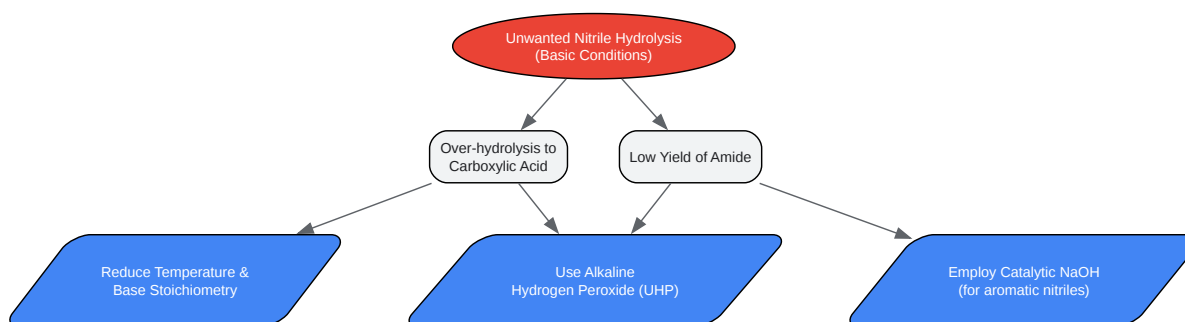 Unwanted Nitrile Hydrolysis
(Basic Conditions)
Over-hydrolysis to
Carboxylic Acid
Low Yield of Amide
Reduce Temperature &
Base Stoichiometry
Use Alkaline
Hydrogen Peroxide (UHP)
Employ Catalytic NaOH
(for aromatic nitriles)